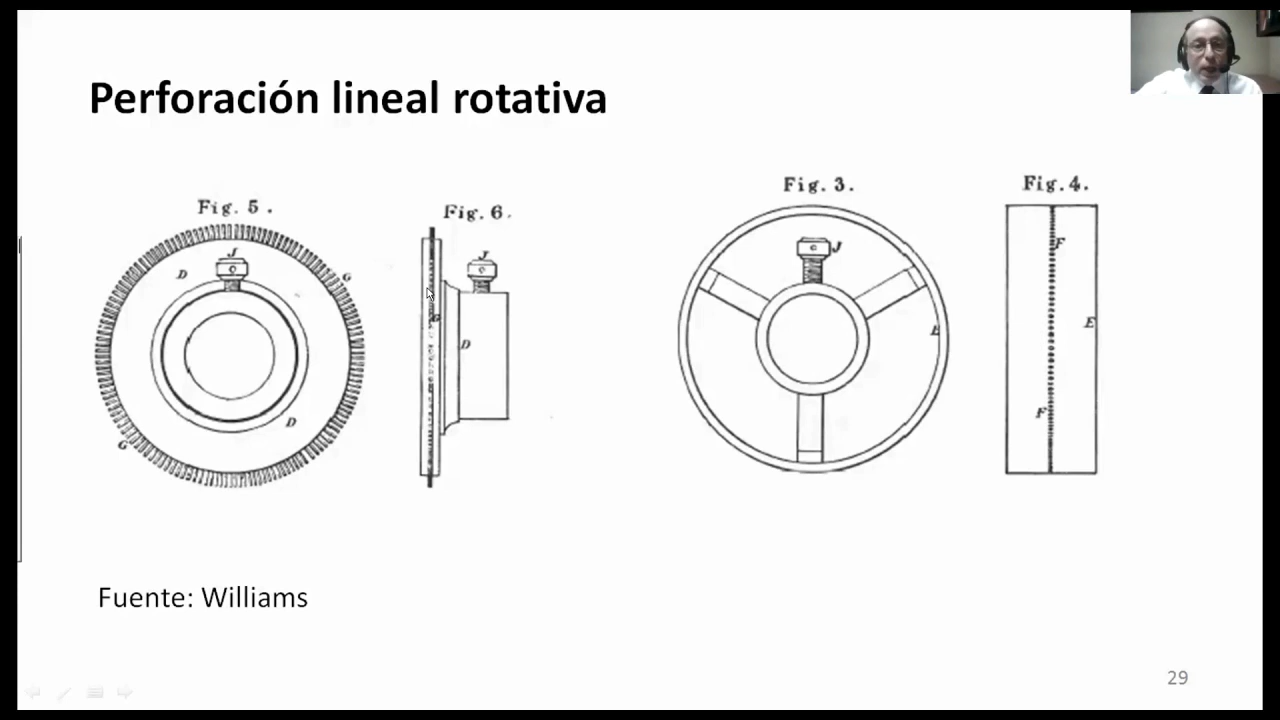 Perforación lineal rotativa
Fig. 5.
Fig. 6.
Fig. 3.
Fig. 4.
J
D
G
D
G
J
G
D
J
E
F
E
F
Fuente: Williams
29